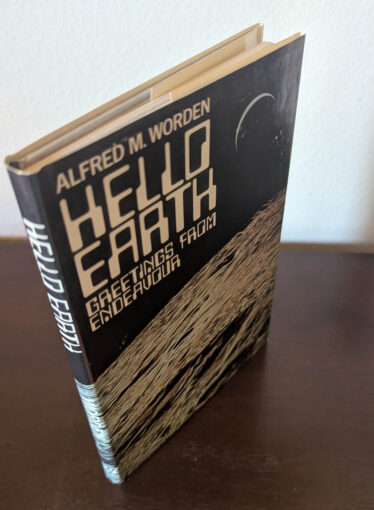 ALFRED M. WORDEN
HELLO
EARTH
GREETINGS FROM
ENDEAVOUR
HELLO EARTH